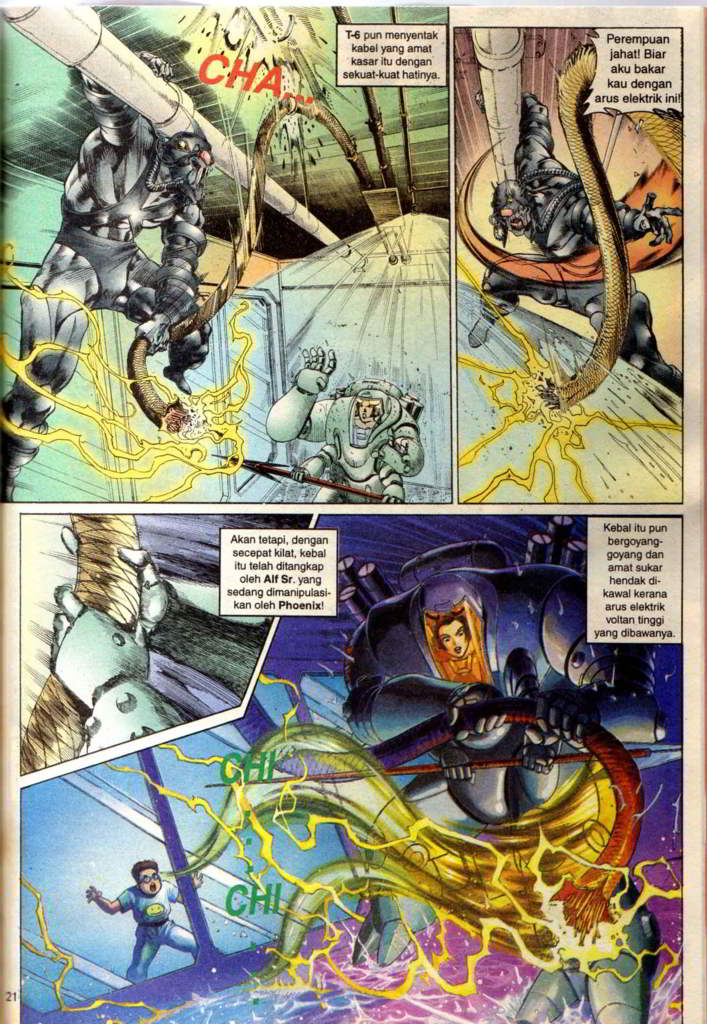 T-6 pun menyentak
kabel yang amat
kasar itu dengan
sekuat-kuat hatinya.
CHA...
Perempuan
jahat! Biar
aku bakar
kau dengan
arus elektrik ini!
Akan tetapi, dengan
secepat kilat, kebal
itu telah ditangkap
oleh Alf Sr. yang
sedang dimanipulasi-
kan oleh Phoenix!
Kebal itu pun
bergoyang-
goyang dan
amat sukar
hendak di-
kawal kerana
arus elektrik
voltan tinggi
yang dibawanya.
CHI
CHI
21